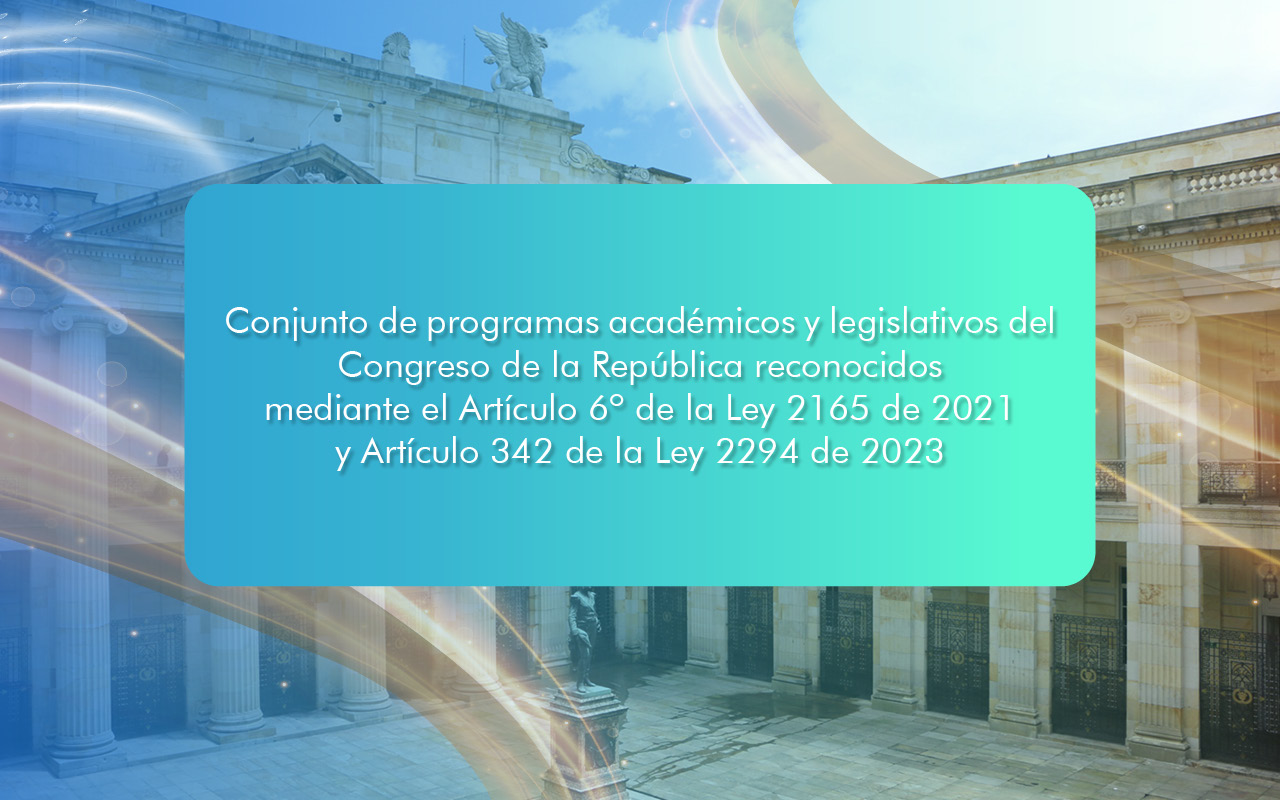 Conjunto de programas académicos y legislativos del
Congreso de la República reconocidos
mediante el Artículo 6º de la Ley 2165 de 2021
y Artículo 342 de la Ley 2294 de 2023